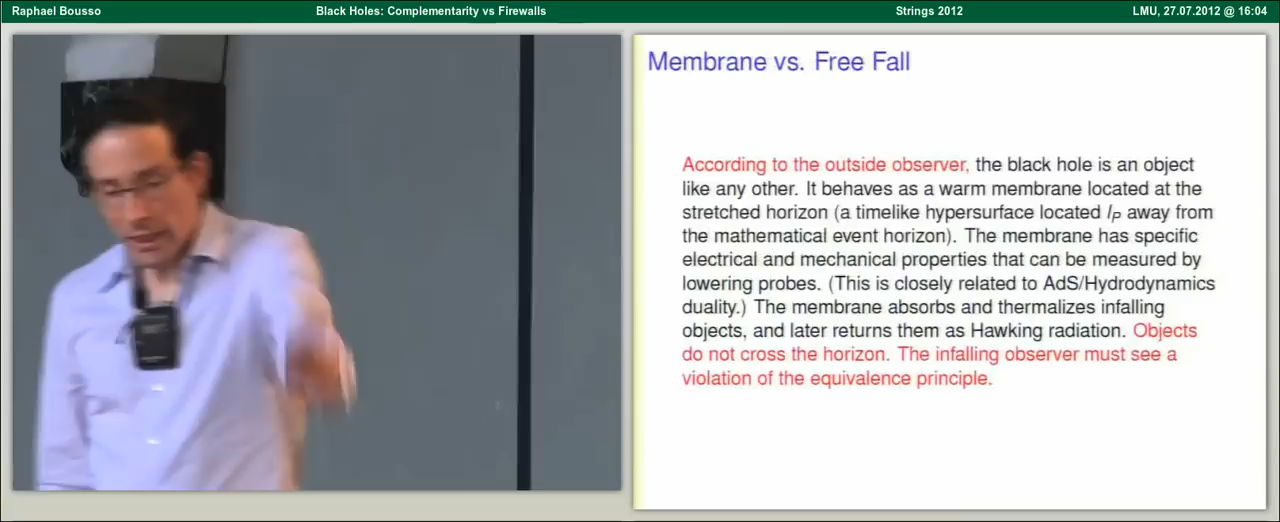 Raphael Bousso Black Holes: Complementarity vs Firewalls Strings 2012 LMU, 27.07.2012 @ 16:04
Membrane vs. Free Fall
According to the outside observer, the black hole is an object
like any other. It behaves as a warm membrane located at the
stretched horizon (a timelike hypersurface located lP away from
the mathematical event horizon). The membrane has specific
electrical and mechanical properties that can be measured by
lowering probes. (This is closely related to AdS/Hydrodynamics
duality.) The membrane absorbs and thermalizes infalling
objects, and later returns them as Hawking radiation. Objects
do not cross the horizon. The infalling observer must see a
violation of the equivalence principle.